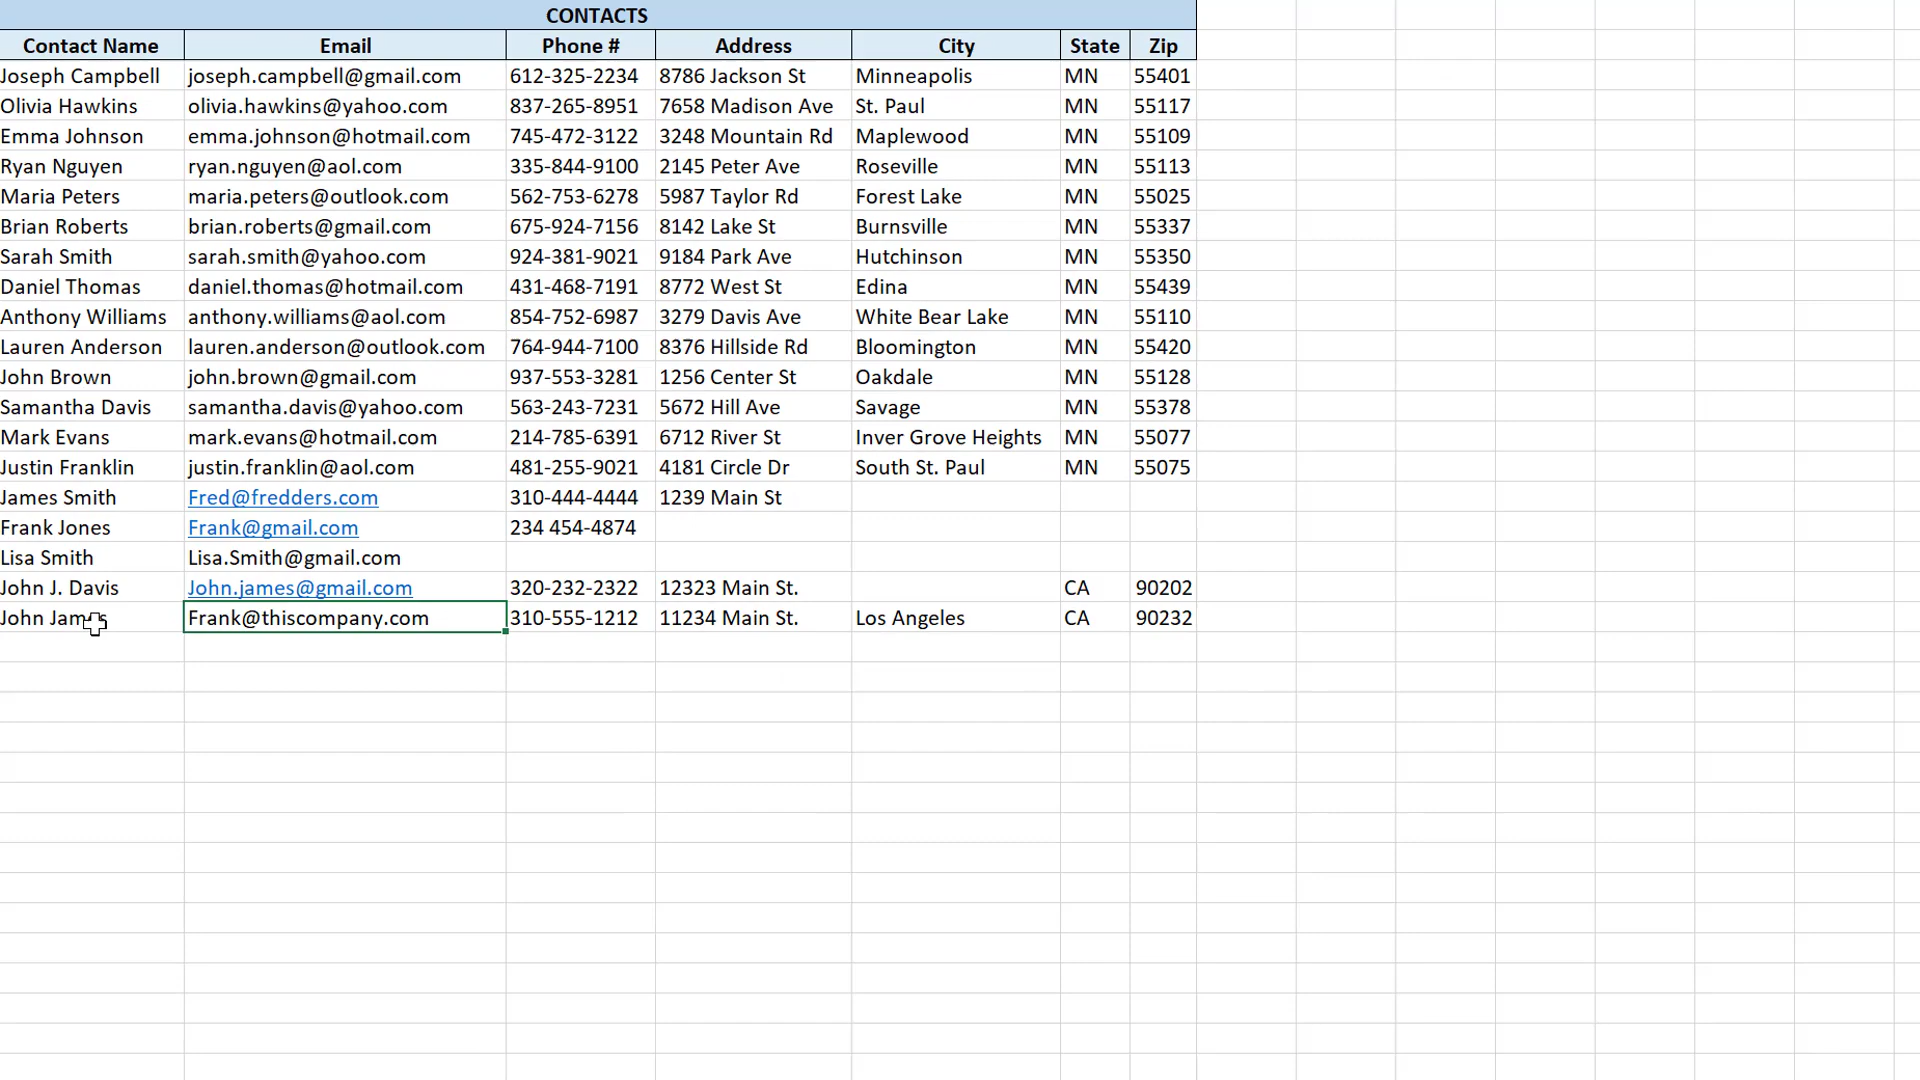 CONTACTS
Contact Name Email Phone # Address City State Zip
Joseph Campbell joseph.campbell@gmail.com 612-325-2234 8786 Jackson St Minneapolis MN 55401
Olivia Hawkins olivia.hawkins@yahoo.com 837-265-8951 7658 Madison Ave St. Paul MN 55117
Emma Johnson emma.johnson@hotmail.com 745-472-3122 3248 Mountain Rd Maplewood MN 55109
Ryan Nguyen ryan.nguyen@aol.com 335-844-9100 2145 Peter Ave Roseville MN 55113
Maria Peters maria.peters@outlook.com 562-753-6278 5987 Taylor Rd Forest Lake MN 55025
Brian Roberts brian.roberts@gmail.com 675-924-7156 8142 Lake St Burnsville MN 55337
Sarah Smith sarah.smith@yahoo.com 924-381-9021 9184 Park Ave Hutchinson MN 55350
Daniel Thomas daniel.thomas@hotmail.com 431-468-7191 8772 West St Edina MN 55439
Anthony Williams anthony.williams@aol.com 854-752-6987 3279 Davis Ave White Bear Lake MN 55110
Lauren Anderson lauren.anderson@outlook.com 764-944-7100 8376 Hillside Rd Bloomington MN 55420
John Brown john.brown@gmail.com 937-553-3281 1256 Center St Oakdale MN 55128
Samantha Davis samantha.davis@yahoo.com 563-243-7231 5672 Hill Ave Savage MN 55378
Mark Evans mark.evans@hotmail.com 214-785-6391 6712 River St Inver Grove Heights MN 55077
Justin Franklin justin.franklin@aol.com 481-255-9021 4181 Circle Dr South St. Paul MN 55075
James Smith Fred@fredders.com 310-444-4444 1239 Main St
Frank Jones Frank@gmail.com 234 454-4874
Lisa Smith Lisa.Smith@gmail.com
John J. Davis John.james@gmail.com 320-232-2322 12323 Main St. CA 90202
John James Frank@thiscompany.com 310-555-1212 11234 Main St. Los Angeles CA 90232